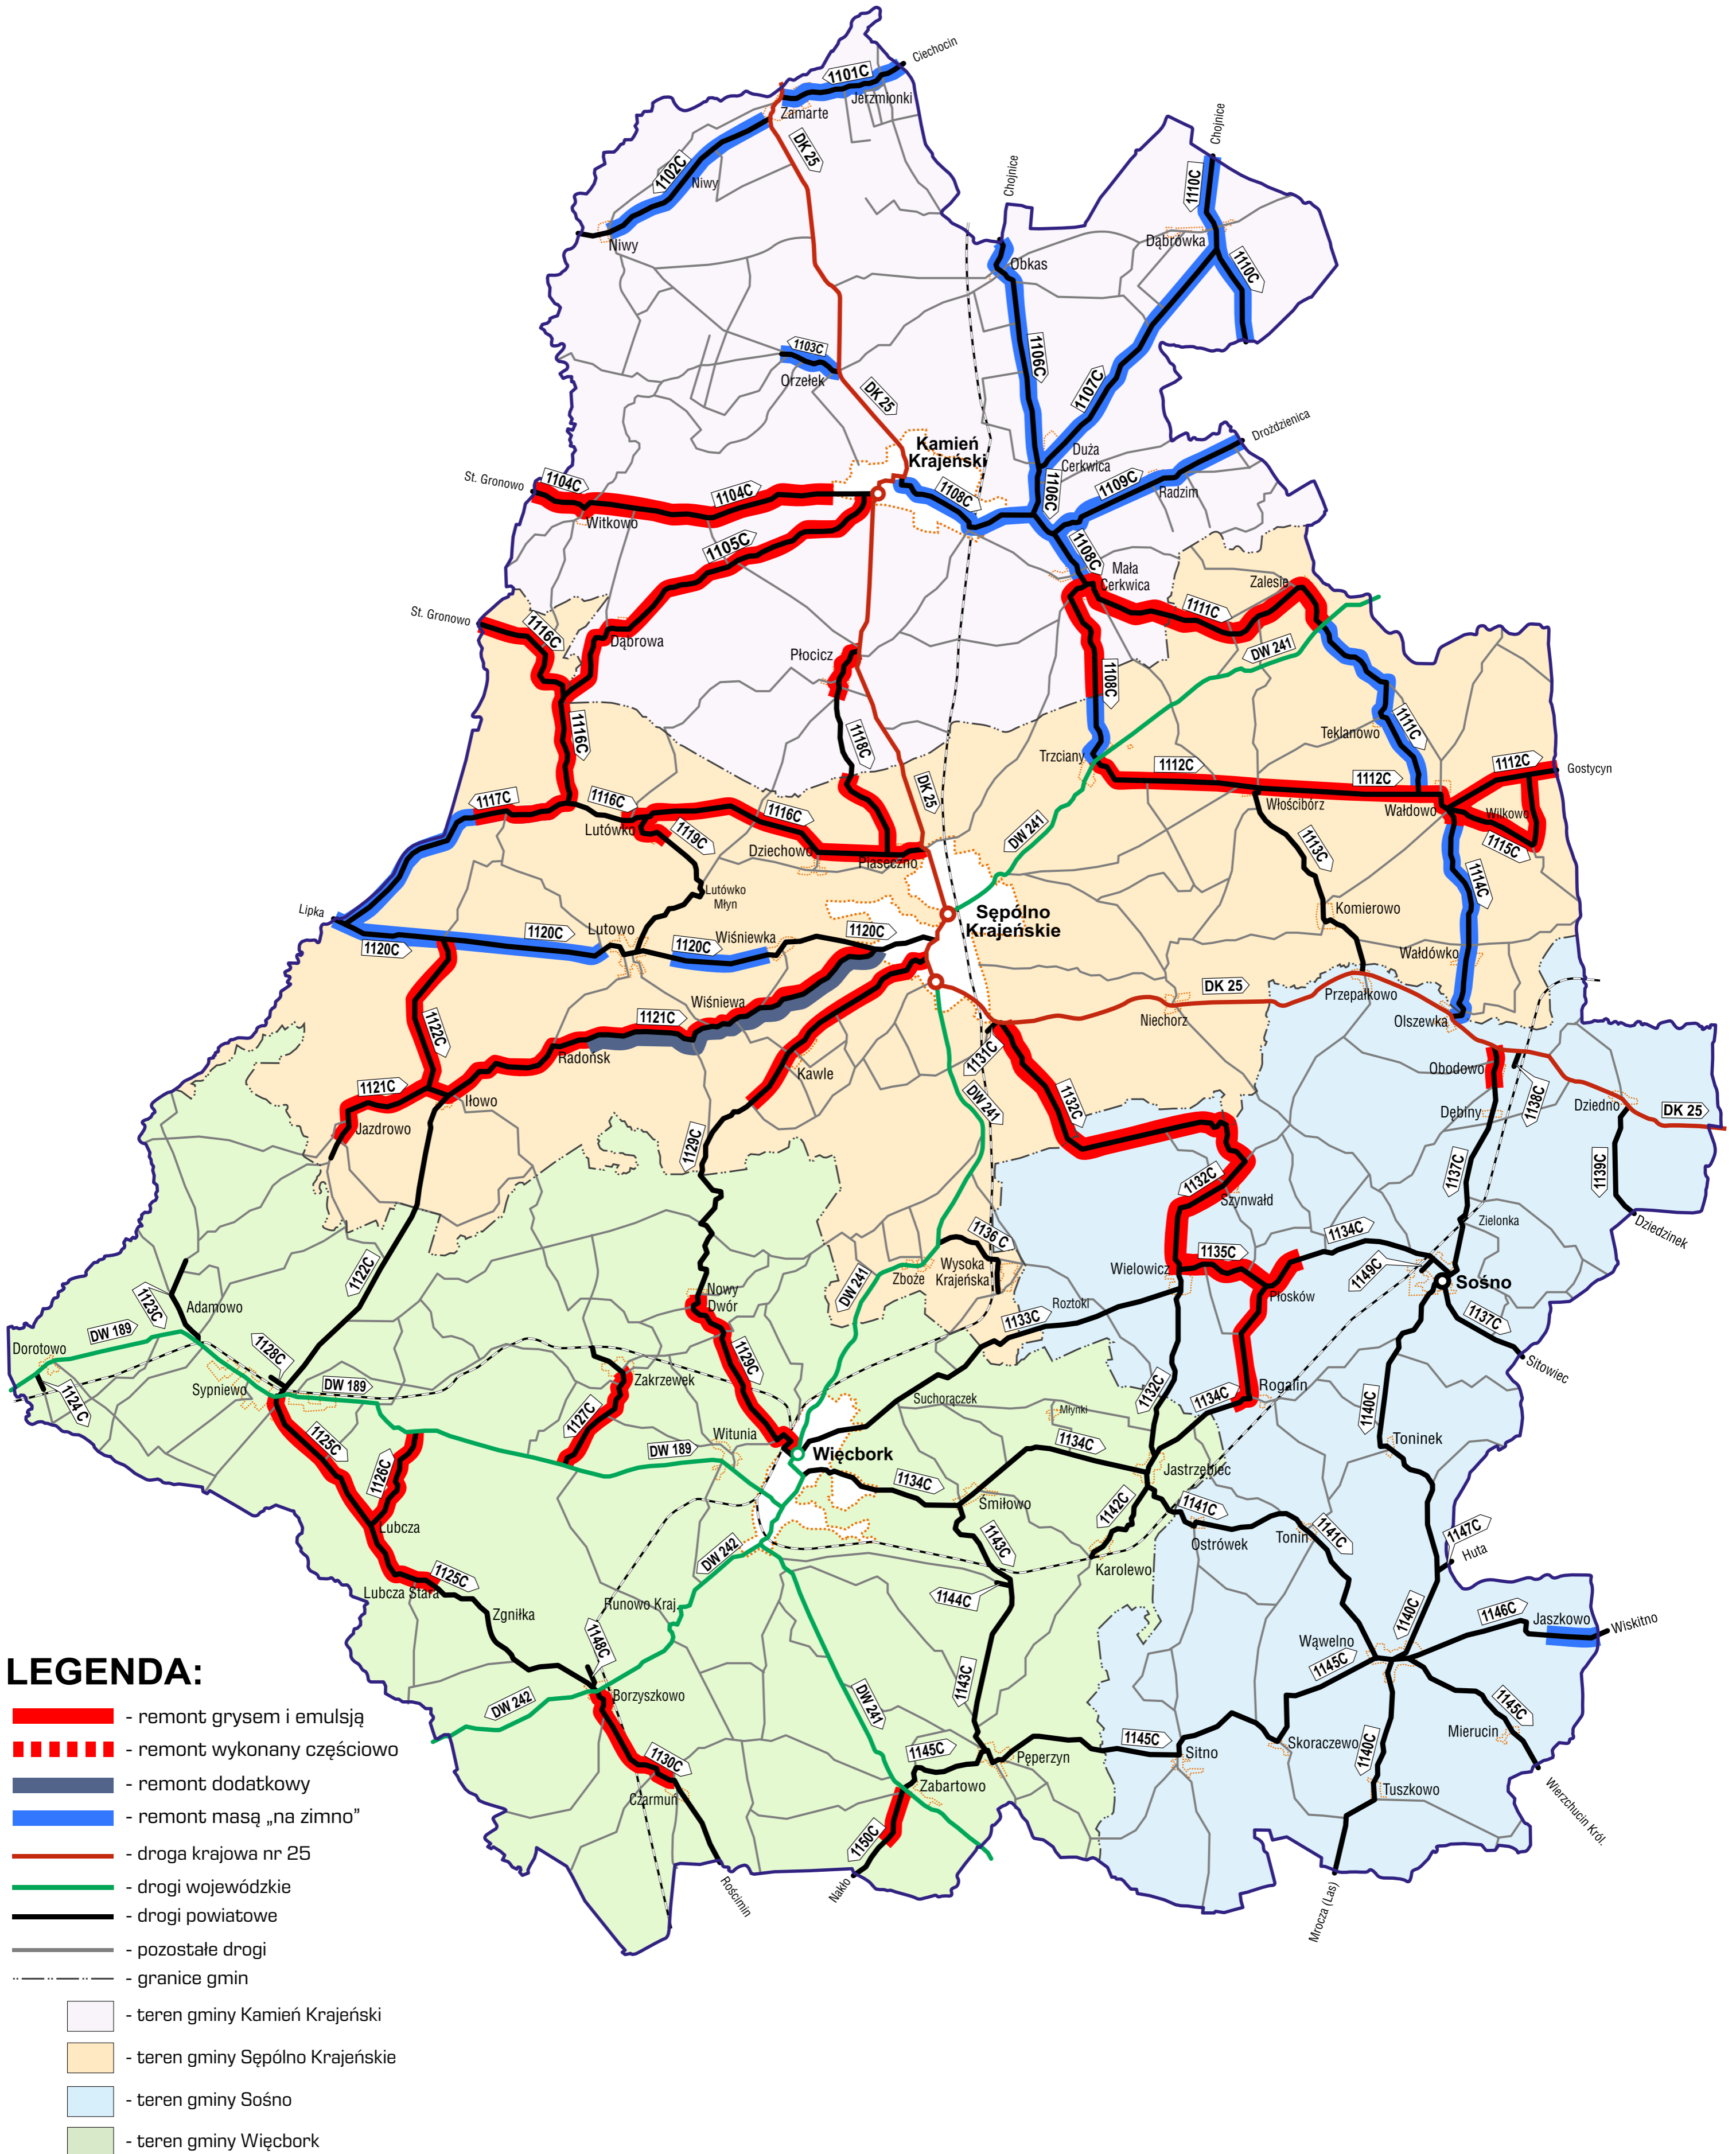 Ciechocin
1101C
Jerzmionki
Zamarte
DK 25
1102C
Niwy
Niwy
Chojnice
Chojnice
1110C
Dąbrówka
1110C
Obkas
1103C
Orzełek
1106C
1107C
DK 25
Kamień
Krajeński
Duża
Cerkwica
Drożdzienica
St. Gronowo
1104C
1104C
Witkowo
1108C
1106C
1109C
Radzim
1105C
1108C
Mała
Cerkwica
Zalesie
St. Gronowo
1116C
Dąbrowa
1111C
Płocicz
DW 241
1108C
1116C
1118C
Teklanowo
1111C
Trzciany
1112C
1112C
1112C
Gostycyn
DK 25
1117C
1116C
1116C
Lutówko
1119C
Dziechowo
Piaseczno
DW 241
Włościbórz
Wałdowo
Wilkowo
1115C
1113C
1114C
Lutówko
Młyn
Lipka
Sępólno
Krajeńskie
Komierowo
1120C
1120C
Lutowo
1120C
Wiśniewka
1120C
Wałdówko
Wiśniewa
1121C
1122C
Radońsk
Niechorz
DK 25
Przepałkowo
Olszewka
1131C
Kawle
Obodowo
1138C
Dziedno
DK 25
1121C
Iłowo
Jazdrowo
DW 241
1132C
Dębiny
1129C
1137C
1139C
1132C
Szynwałd
Zielonka
Dziedzinek
1136 C
Wysoka
Krajeńska
Zboże
1134C
1135C
Wielowicz
1149C
Sośno
1122C
1123C
Adamowo
Nowy
Dwór
DW 241
Roztoki
1133C
Płosków
1137C
DW 189
Dorotowo
1128C
1129C
Sitowiec
Sypniewo
DW 189
1124 C
Zakrzewek
1127C
Suchorączek
Młynki
1132C
1134C
Rogalin
1140C
1125C
1126C
Witunia
DW 189
Więcbork
1134C
1134C
Jastrzębiec
Toninek
Śmiłowo
1142C
1141C
Lubcza
Ostrówek
Tonin
1141C
1147C
Huta
1143C
DW 242
Karolewo
1125C
Lubcza Stara
Zgniłka
Runowo Kraj.
1144C
1140C
1146C
Jaszkowo
Wiskitno
1148C
Wąwelno
1145C
LEGENDA:
1143C
Borzyszkowo
DW 242
DW 241
1145C
- remont grysem i emulsją
- remont wykonany częściowo
Mierucin
Skoraczewo
1145C
1145C
Sitno
Pęperzyn
1130C
1140C
- remont dodatkowy
Zabartowo
Czarmuń
Tuszkowo
Wierzchucin Król.
- remont masą „na zimno”
1150C
- droga krajowa nr 25
Nakło
Rościmin
Mrocza (Las)
- drogi wojewódzkie
- drogi powiatowe
- pozostałe drogi
- granice gmin
- teren gminy Kamień Krajeński
- teren gminy Sępólno Krajeńskie
- teren gminy Sośno
- teren gminy Więcbork